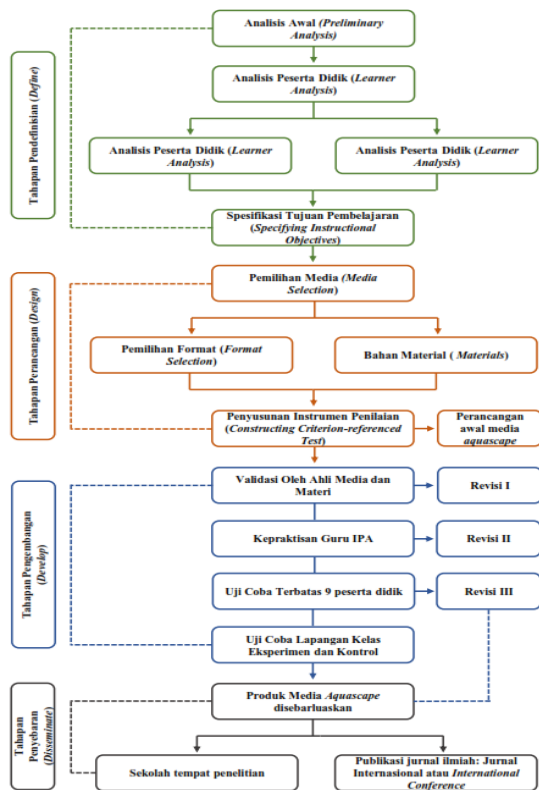 Analisis Awal (Preliminary
Analysis)
Tahapan Pendefinisian (Define)
Analisis Peserta Didik (Learner
Analysis)
Analisis Peserta Didik (Learner
Analysis)
Analisis Peserta Didik (Learner
Analysis)
Spesifikasi Tujuan Pembelajaran
(Specifying Instructional
Objectives)
Tahapan Perancangan (Design)
Pemilihan Media (Media
Selection)
Pemilihan Format (Format
Selection)
Bahan Material ( Materials)
Penyusunan Instrumen Penilaian
(Constructing Criterion-referenced
Test)
Perancangan
awal media
aquascape
Tahapan Pengembangan
(Develop)
Validasi Oleh Ahli Media dan
Materi
Revisi I
Kepraktisan Guru IPA
Revisi II
Uji Coba Terbatas 9 peserta didik
Revisi III
Uji Coba Lapangan Kelas
Eksperimen dan Kontrol
Tahapan
Penyebaran
(Disseminate)
Produk Media Aquascape
disebarluaskan
Sekolah tempat penelitian
Publikasi jurnal ilmiah: Jurnal
Internasional atau International
Conference